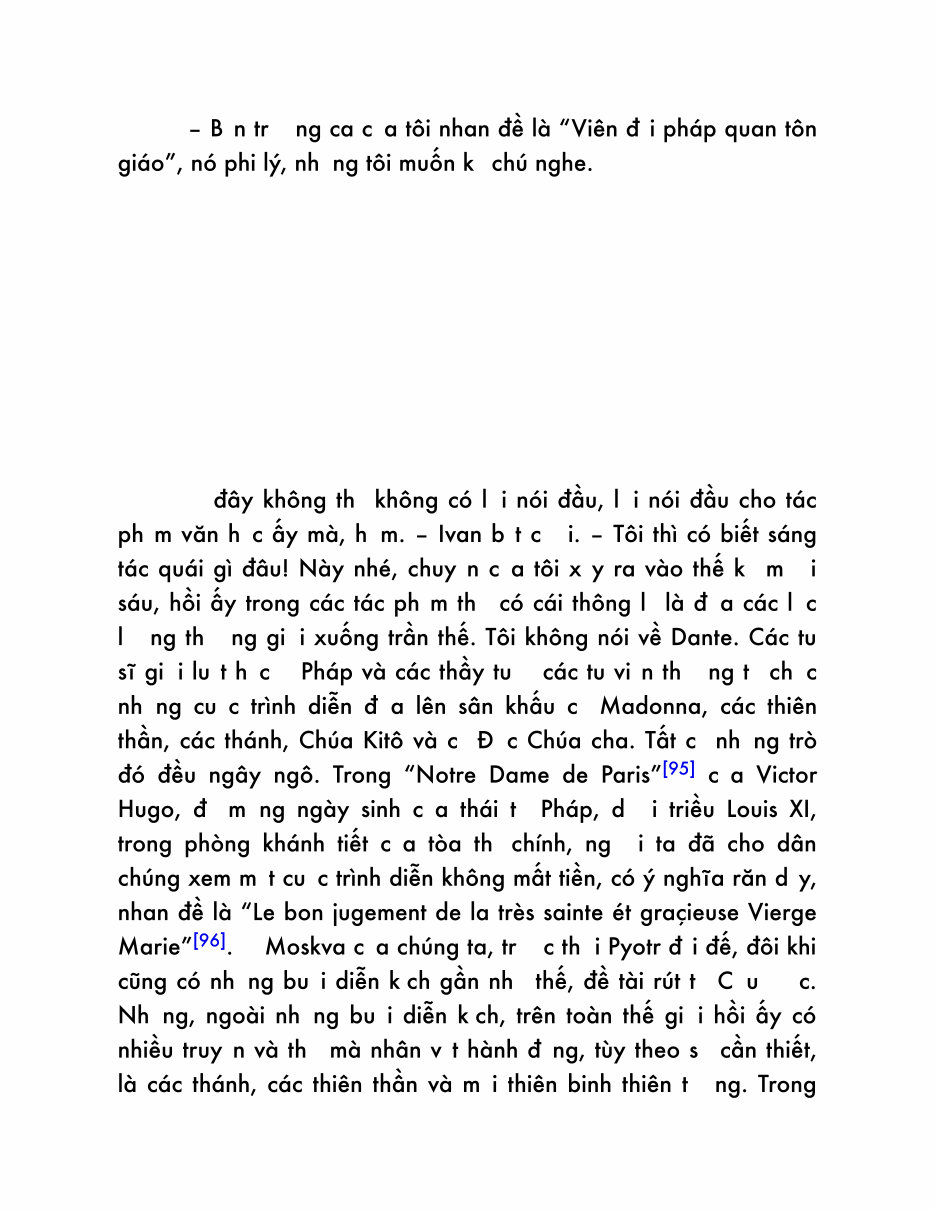 – B n tr ng ca c a tôi nhan đề là “Viên đ i pháp quan tôn
giáo”, nó phi lý, nh ng tôi muốn k chú nghe.
đây không th không có l i nói đầu, l i nói đầu cho tác
ph m văn h c ấy mà, h m. – Ivan b t c i. – Tôi thì có biết sáng
tác quái gì đâu! Này nhé, chuy n c a tôi x y ra vào thế k m i
sáu, hồi ấy trong các tác ph m th có cái thông l là đ a các l c
l ng th ng gi i xuống trần thế. Tôi không nói về Dante. Các tu
sĩ gi i lu t h c Pháp và các thầy tu các tu vi n th ng t ch c
nh ng cu c trình diễn đ a lên sân khấu c Madonna, các thiên
thần, các thánh, Chúa Kitô và c Đ c Chúa cha. Tất c nh ng trò
đó đều ngây ngô. Trong “Notre Dame de Paris”[95] c a Victor
Hugo, đ m ng ngày sinh c a thái t Pháp, d i triều Louis XI,
trong phòng khánh tiết c a tòa th chính, ng i ta đã cho dân
chúng xem m t cu c trình diễn không mất tiền, có ý nghĩa răn d y,
nhan đề là “Le bon jugement de la très sainte ét graçieuse Vierge
Marie”[96]. Moskva c a chúng ta, tr c th i Pyotr đ i đế, đôi khi
cũng có nh ng bu i diễn k ch gần nh thế, đề tài rút t C u c.
Nh ng, ngoài nh ng bu i diễn k ch, trên toàn thế gi i hồi ấy có
nhiều truy n và th mà nhân v t hành đ ng, tùy theo s cần thiết,
là các thánh, các thiên thần và m i thiên binh thiên t ng. Trong